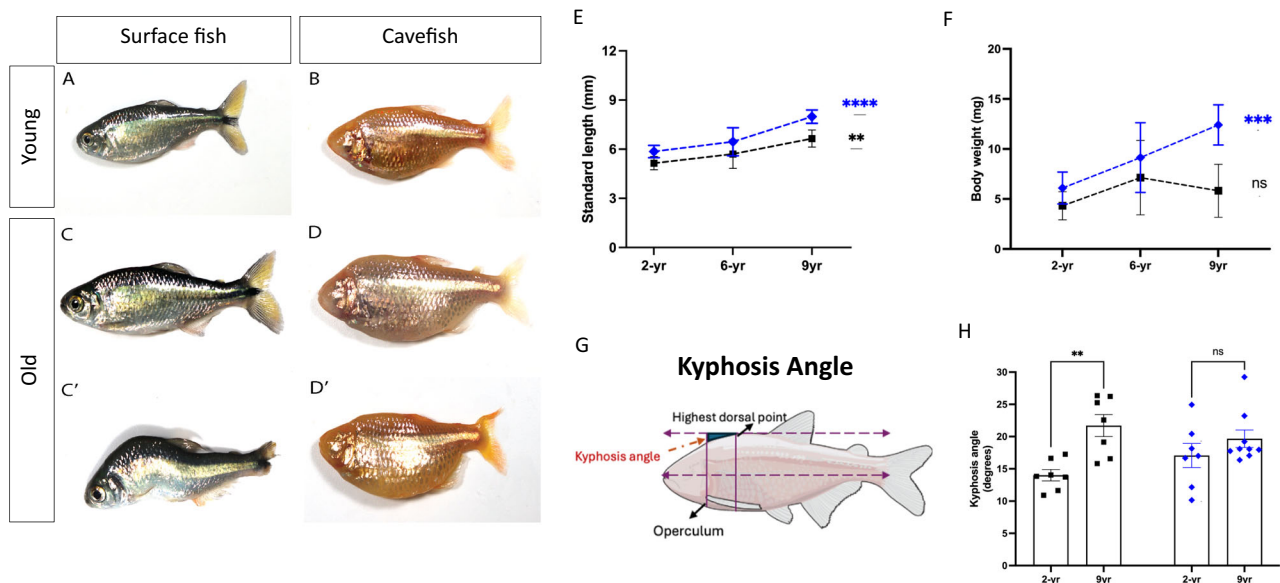 Surface fish
Cavefish
Young
Old
A
B
C
D
C'
D'
E
Standard length (mm)
12
9
6
3
0
2-yr
6-yr
9yr
****
**
F
Body weight (mg)
20
15
10
5
0
2-yr
6-yr
9yr
***
ns
G
Kyphosis Angle
Highest dorsal point
Kyphosis angle
Operculum
H
Kyphosis angle
(degrees)
30
25
20
15
10
5
0
**
ns
2-yr
9yr
2-yr
9yr